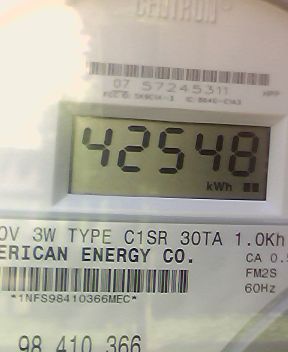 CENTRON®
07 57245311
APP
42548
kWh
0V 3W TYPE C1SR 30TA 1.0Kh
ERICAN ENERGY CO.
CA 0.5
FM2S
60Hz
*1NFS98410366MEC*
98 410 366